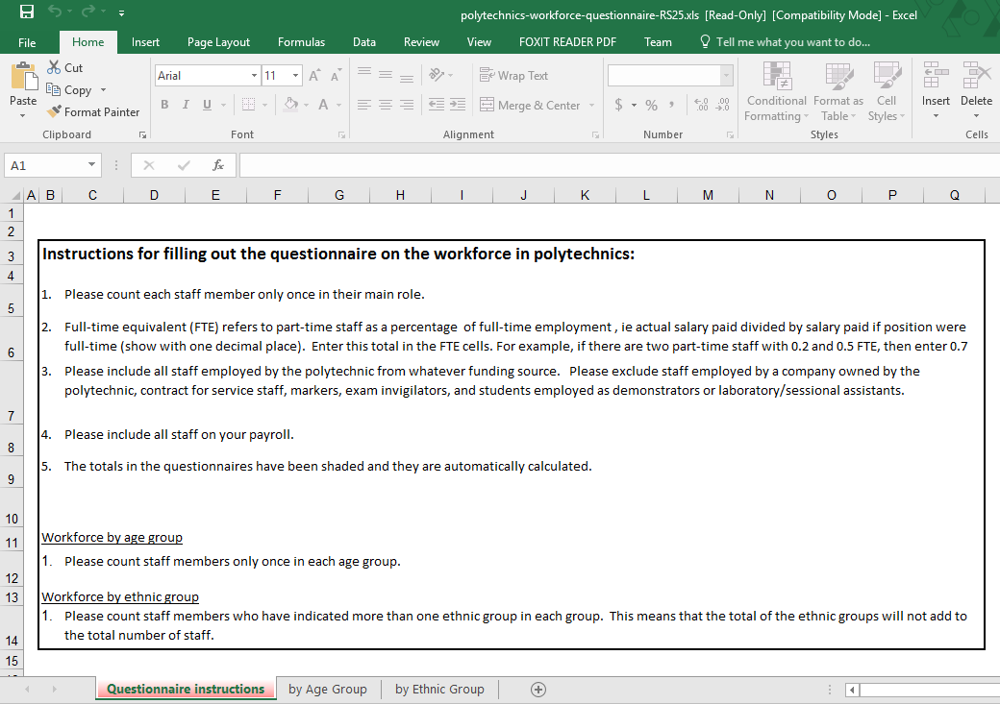 polytechnics-workforce-questionnaire-RS25.xls [Read-Only] [Compatibility Mode] - Excel
File Home Insert Page Layout Formulas Data Review View FOXIT READER PDF Team Tell me what you want to do...
Paste
Cut
Copy
Format Painter
Clipboard
Arial 11
A A
B I U A
Font
Wrap Text
Merge & Center
Alignment
$ % ,
.0 .00
.00 .0
Number
Conditional Formatting
Format as Table
Cell Styles
Styles
Insert
Delete
Cells
A1 fx
A B C D E F G H I J K L M N O P Q
1
2
3 Instructions for filling out the questionnaire on the workforce in polytechnics:
4
5 1. Please count each staff member only once in their main role.
2. Full-time equivalent (FTE) refers to part-time staff as a percentage of full-time employment , ie actual salary paid divided by salary paid if position were
6 full-time (show with one decimal place). Enter this total in the FTE cells. For example, if there are two part-time staff with 0.2 and 0.5 FTE, then enter 0.7
3. Please include all staff employed by the polytechnic from whatever funding source. Please exclude staff employed by a company owned by the
polytechnic, contract for service staff, markers, exam invigilators, and students employed as demonstrators or laboratory/sessional assistants.
7
8 4. Please include all staff on your payroll.
9 5. The totals in the questionnaires have been shaded and they are automatically calculated.
10
11 Workforce by age group
12 1. Please count staff members only once in each age group.
13 Workforce by ethnic group
1. Please count staff members who have indicated more than one ethnic group in each group. This means that the total of the ethnic groups will not add to
14 the total number of staff.
15
Questionnaire instructions by Age Group by Ethnic Group